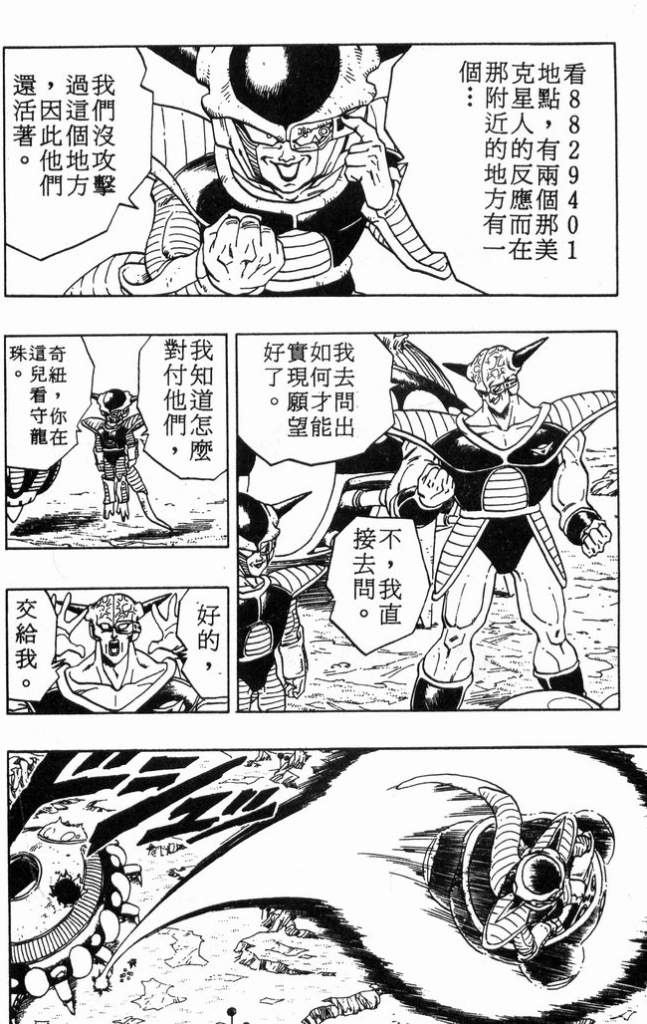 看8829401
地點，有兩個那美
克星人的反應而在
那附近的地方有一
個…
我們沒攻擊
過這個地方
，因此他們
還活著。
我去問出
如何才能
實現願望
好了。
不，我直
接去問。
我知道怎麼
對付他們，
奇紐，你在
這兒看守龍
珠。
好的，
交給我。